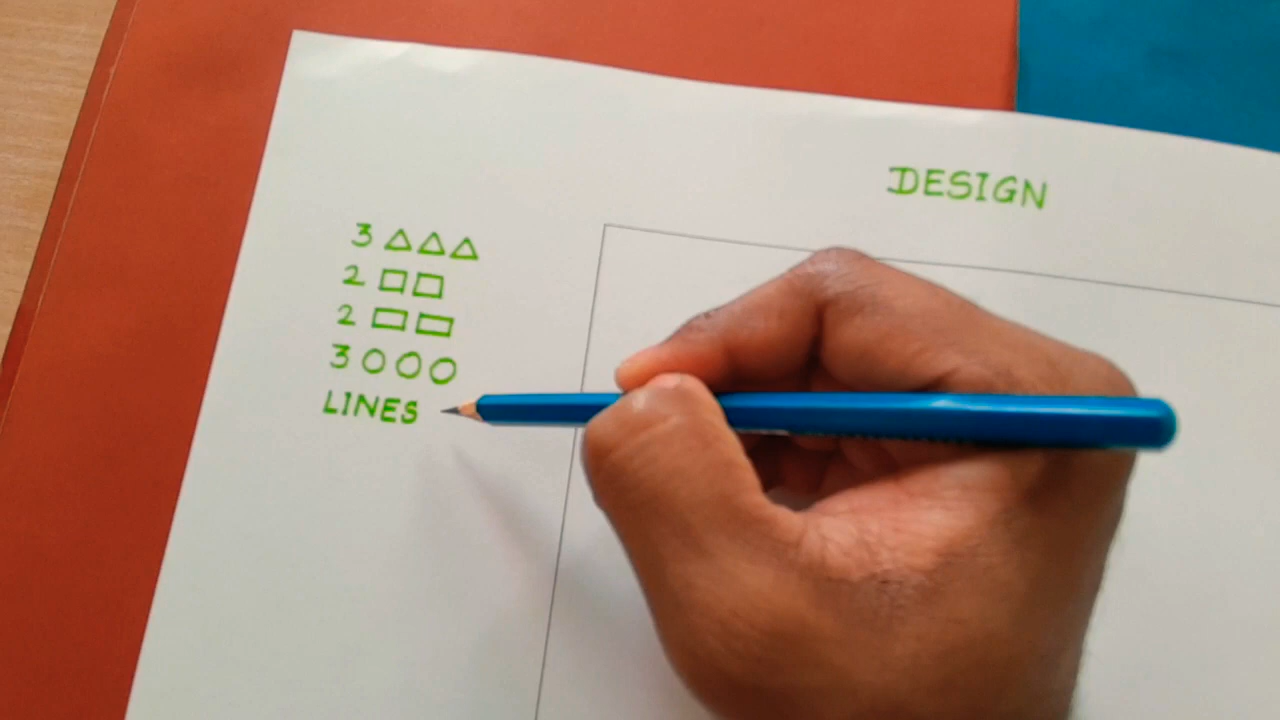 DESIGN
3 △△△
2 □□
2 ▭▭
3 ○○○
LINES